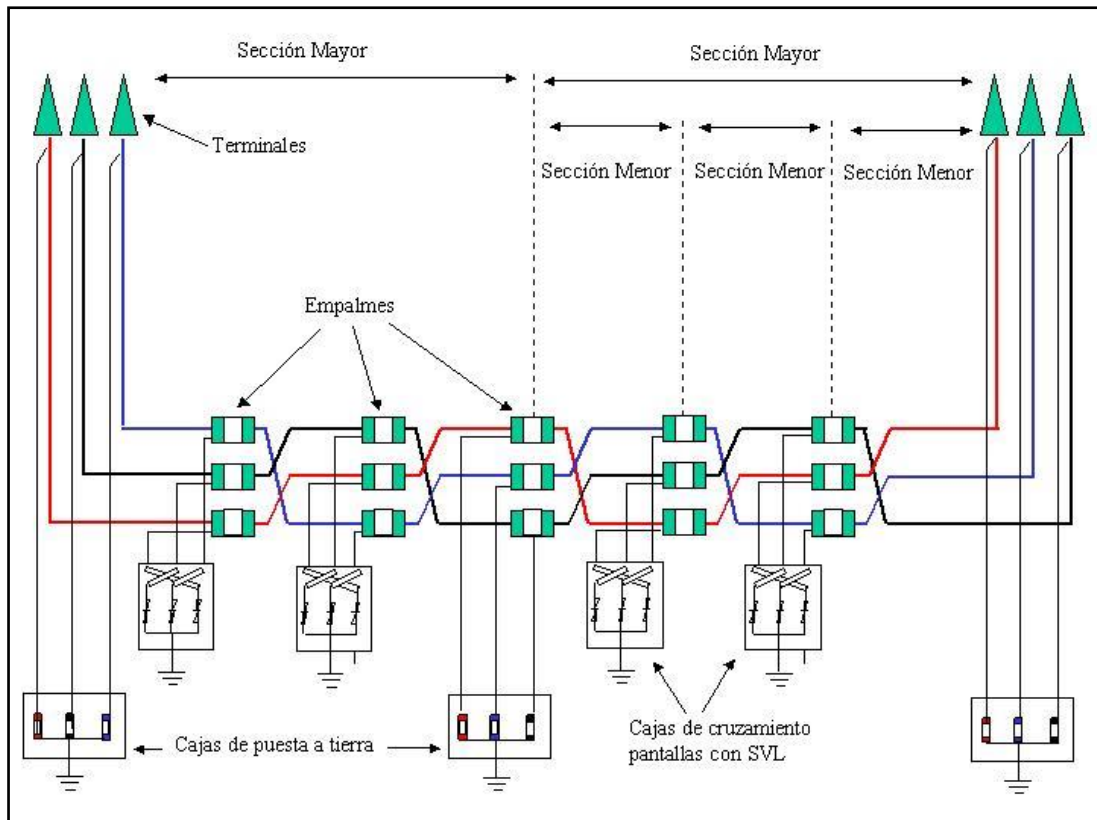 Sección Mayor
Sección Mayor
Terminales
Sección Menor
Sección Menor
Sección Menor
Empalmes
Cajas de puesta a tierra
Cajas de cruzamiento
pantallas con SVL